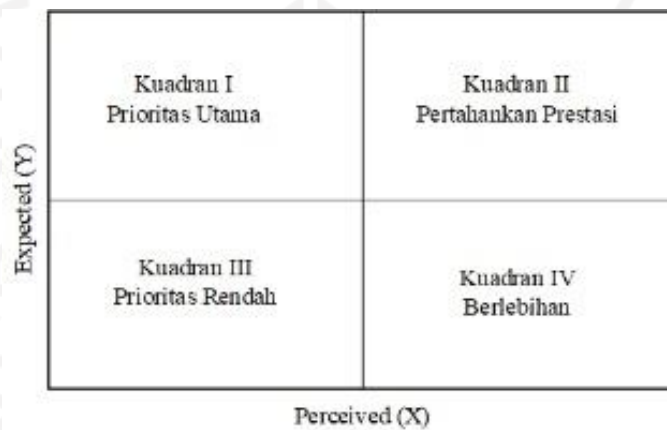 Kuadran I
Prioritas Utama
Kuadran II
Pertahankan Prestasi
Expected (Y)
Kuadran III
Prioritas Rendah
Kuadran IV
Berlebihan
Perceived (X)